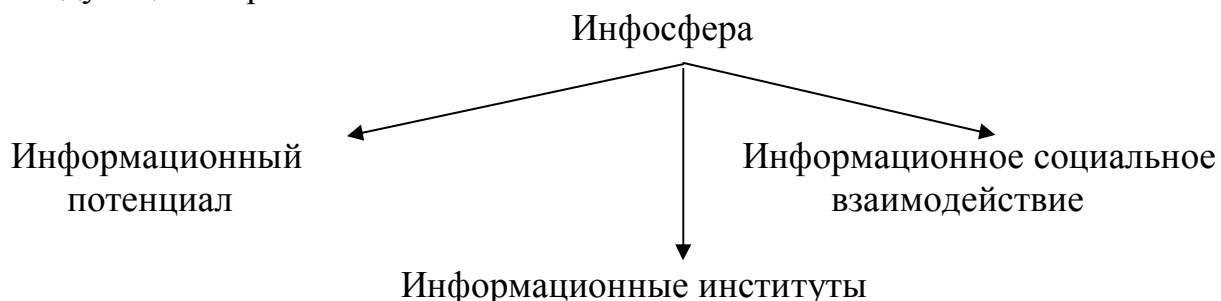 Инфосфера
Информационный
потенциал
Информационное социальное
взаимодействие
Информационные институты